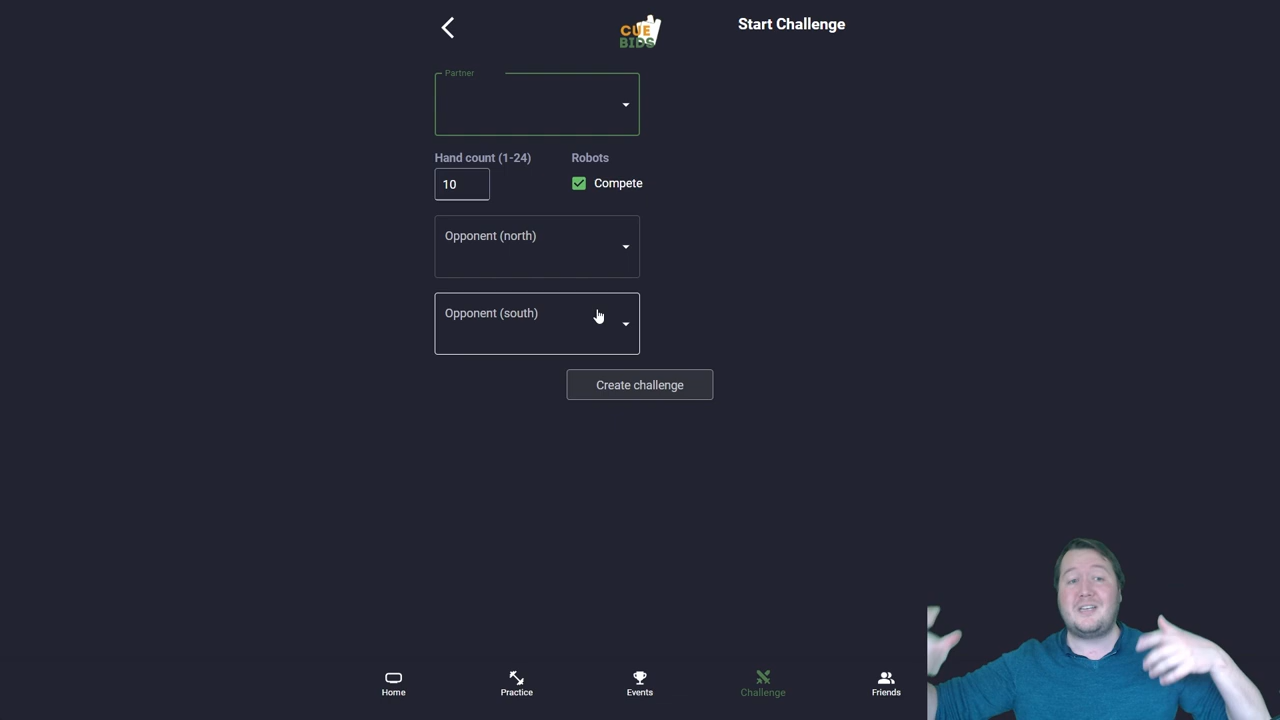 CUE
BIDS
Start Challenge
Partner
Hand count (1-24)
Robots
10
Compete
Opponent (north)
Opponent (south)
Create challenge
Home
Practice
Events
Challenge
Friends